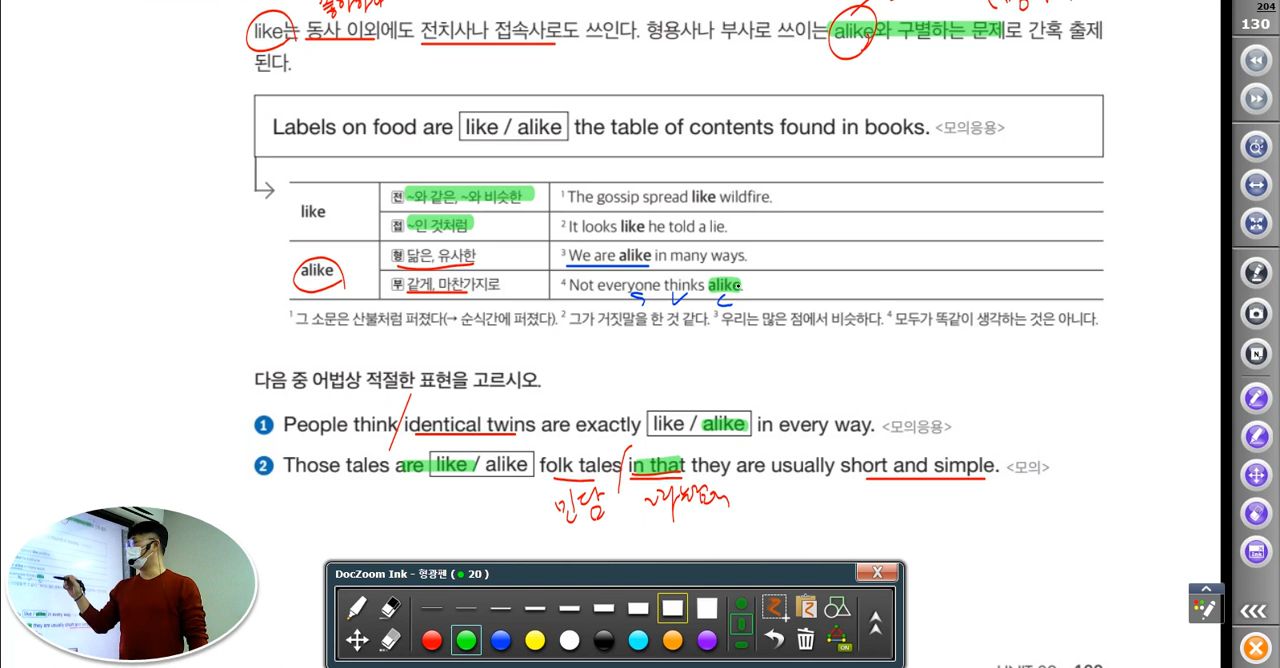 좋아하다
204
130
like는 동사 이외에도 전치사나 접속사로도 쓰인다. 형용사나 부사로 쓰이는 alike와 구별하는 문제로 간혹 출제
된다.
Labels on food are like / alike the table of contents found in books. <모의응용>
like 전 ~와 같은, ~와 비슷한 1 The gossip spread like wildfire.
접 ~인 것처럼 2 It looks like he told a lie.
alike 형 닮은, 유사한 3 We are alike in many ways.
부 같게, 마찬가지로 4 Not everyone thinks alike.
S V C
1 그 소문은 산불처럼 퍼졌다(→ 순식간에 퍼졌다). 2 그가 거짓말을 한 것 같다. 3 우리는 많은 점에서 비슷하다. 4 모두가 똑같이 생각하는 것은 아니다.
다음 중 어법상 적절한 표현을 고르시오.
1 People think identical twins are exactly like / alike in every way. <모의응용>
2 Those tales are like / alike folk tales in that they are usually short and simple. <모의>
민담
DocZoom Ink - 형광펜 ( 20 )
X
ON
Ink